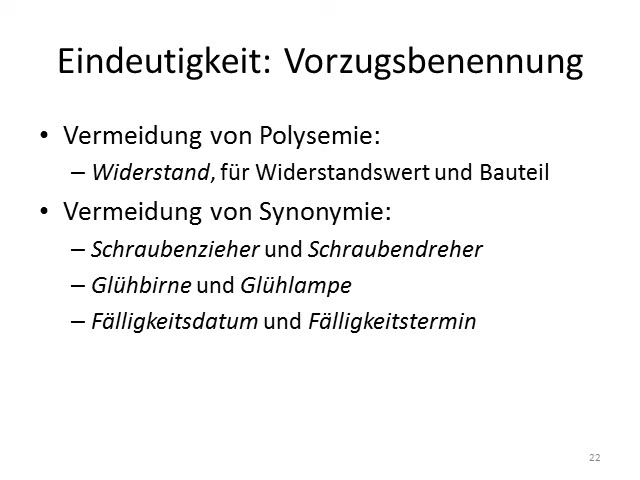 Eindeutigkeit: Vorzugsbenennung
• Vermeidung von Polysemie:
– Widerstand, für Widerstandswert und Bauteil
• Vermeidung von Synonymie:
– Schraubenzieher und Schraubendreher
– Glühbirne und Glühlampe
– Fälligkeitsdatum und Fälligkeitstermin
22